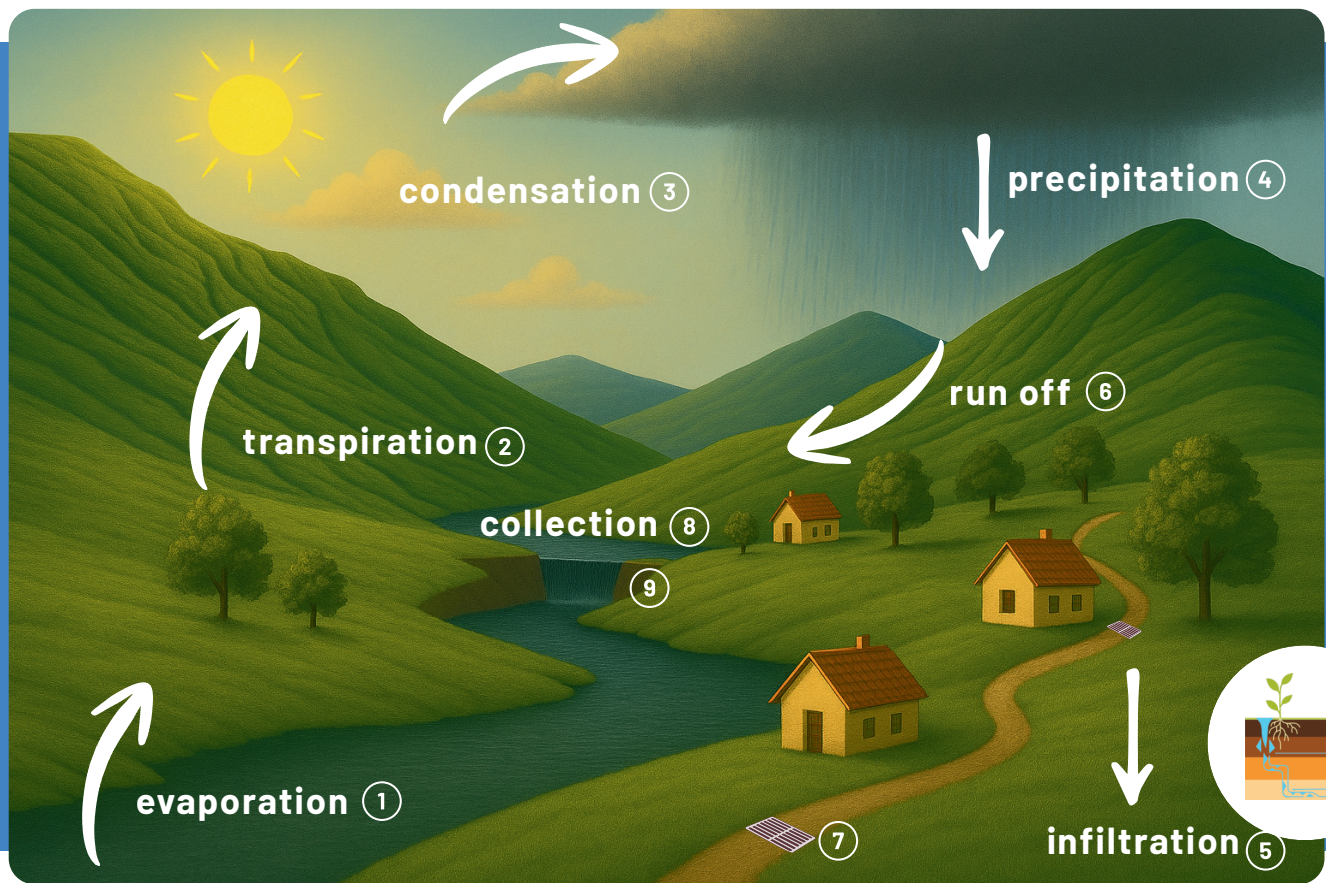 condensation 3
precipitation 4
run off 6
transpiration 2
collection 8
9
evaporation 1
7
infiltration 5